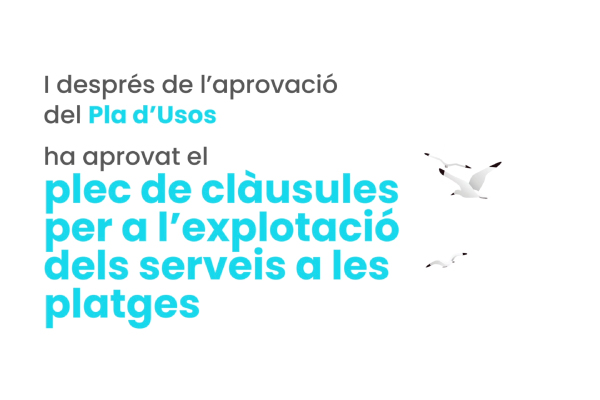 I després de l’aprovació
del Pla d’Usos
ha aprovat el
plec de clàusules
per a l’explotació
dels serveis a les
platges